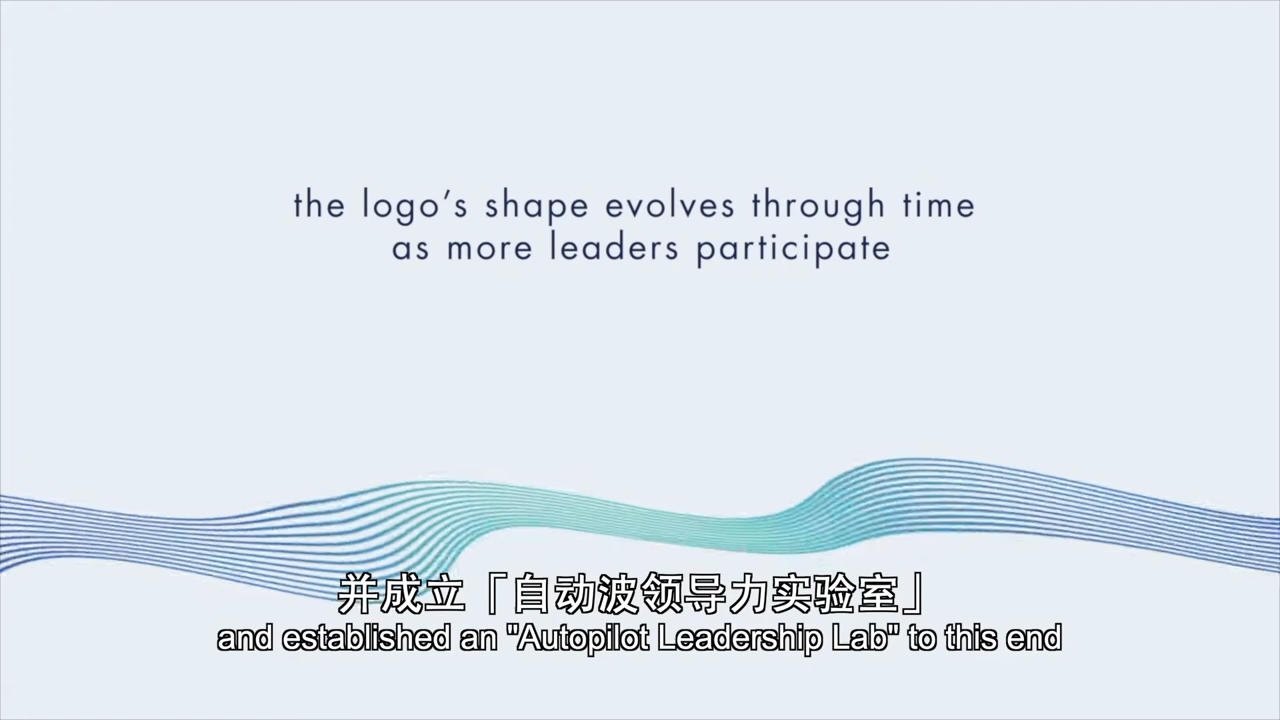 the logo’s shape evolves through time
as more leaders participate
并成立「自动波领导力实验室」
and established an "Autopilot Leadership Lab" to this end